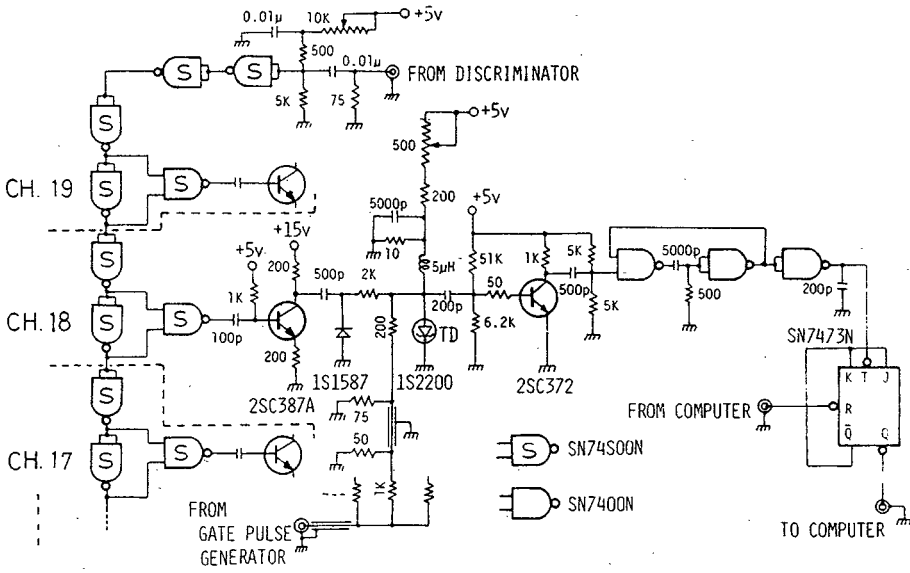 0.01μ
10K
+5v
500
0.01μ
5K
75
FROM DISCRIMINATOR
S
S
S
S
S
CH. 19
+5v
500
200
5000p
10
5μH
+5v
+15v
200
500p
2K
S
+5v
1K
S
S
CH. 18
100p
200
200
200p
TD
51K
50
6.2K
1K
5K
500p
5K
5000p
500
200p
2SC387A
1S1587
1S2200
2SC372
SN7473N
K T J
R
Q̄ Q
75
50
1K
S
S
S
CH. 17
FROM COMPUTER
S
SN74S00N
SN7400N
FROM
GATE PULSE
GENERATOR
TO COMPUTER